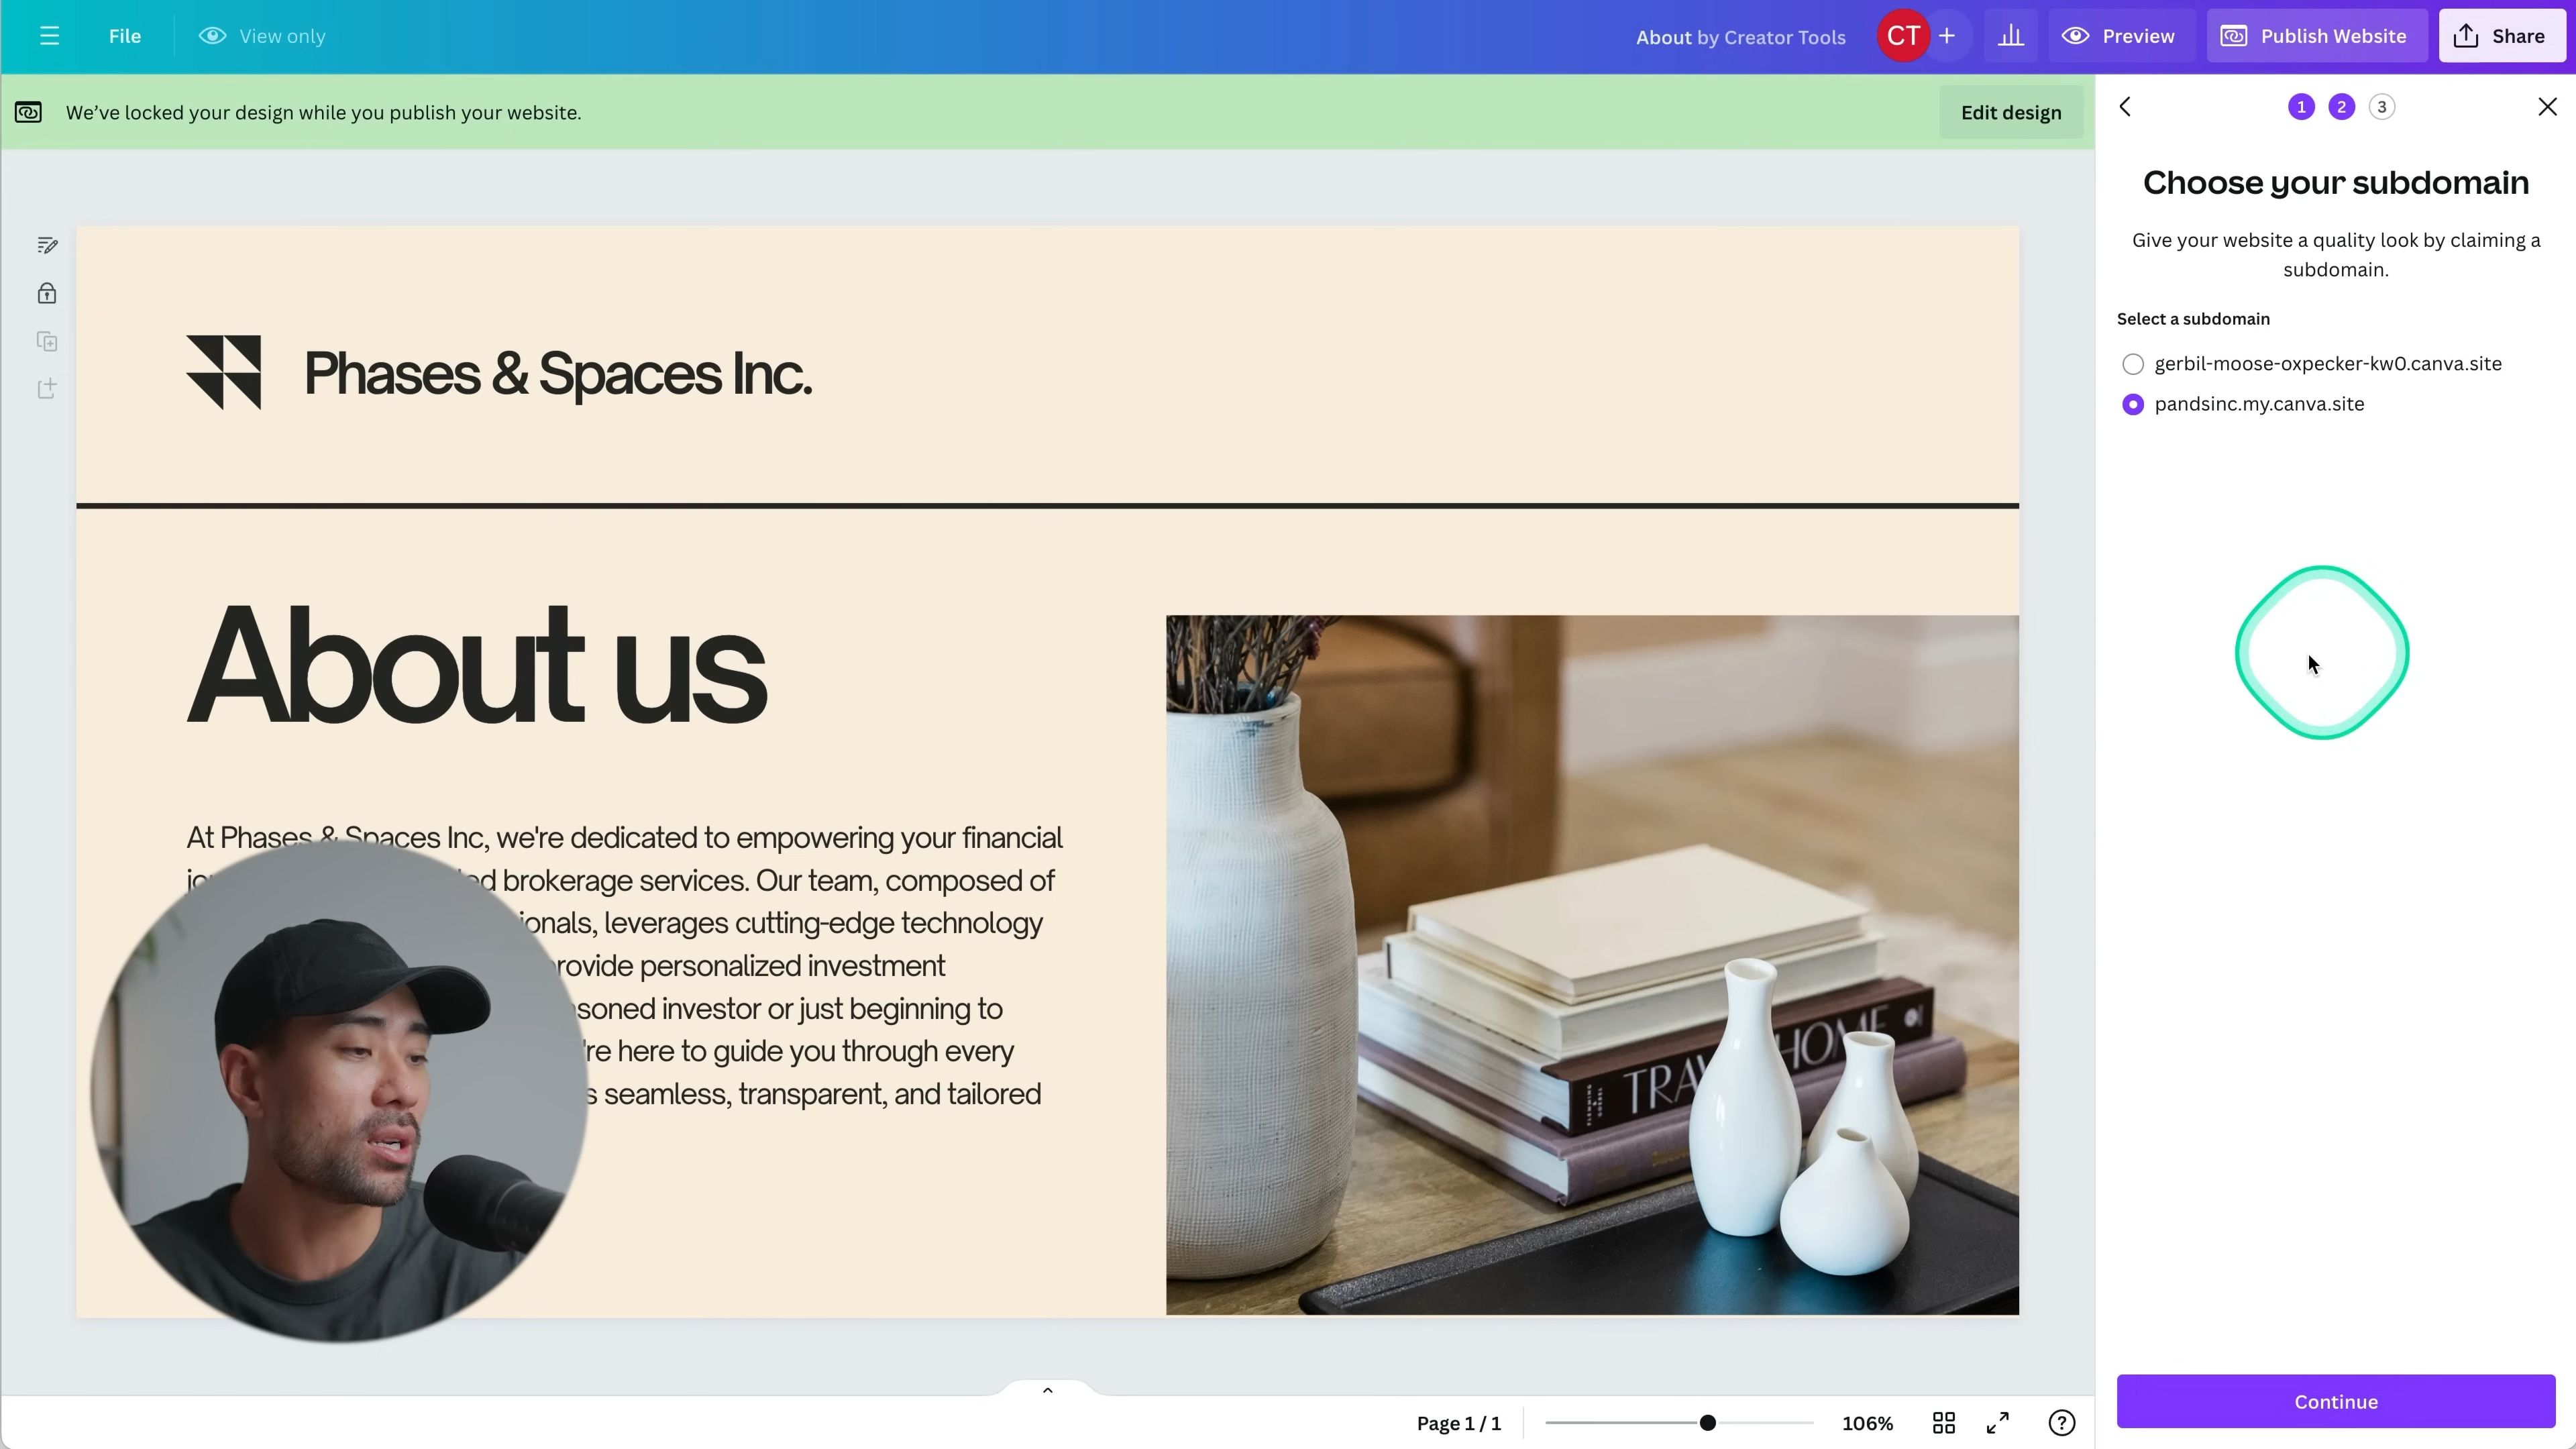 File
View only
About by Creator Tools
CT
Preview
Publish Website
Share
We've locked your design while you publish your website.
Edit design
1 2 3
Choose your subdomain
Give your website a quality look by claiming a
subdomain.
Select a subdomain
gerbil-moose-oxpecker-kw0.canva.site
pandsinc.my.canva.site
Continue
Phases & Spaces Inc.
About us
At Phases & Spaces Inc, we're dedicated to empowering your financial
brokerage services. Our team, composed of
leverages cutting-edge technology
personalized investment
investor or just beginning to
here to guide you through every
seamless, transparent, and tailored
HOME
Page 1 / 1
106%